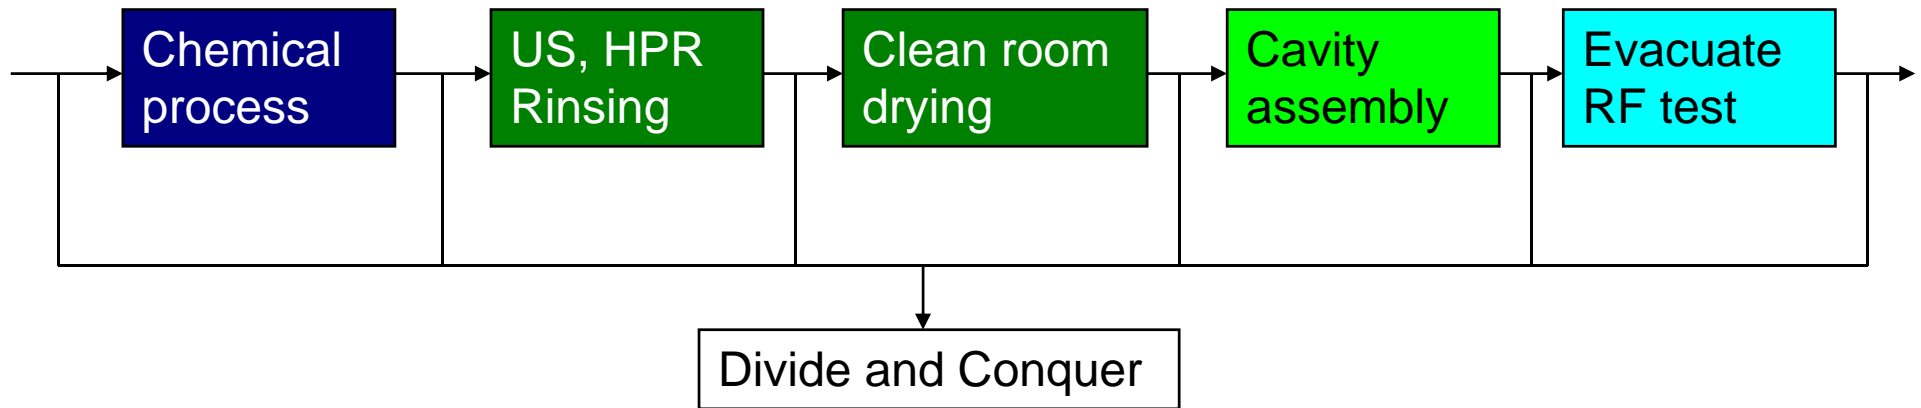 Chemical
process
US, HPR
Rinsing
Clean room
drying
Cavity
assembly
Evacuate
RF test
Divide and Conquer